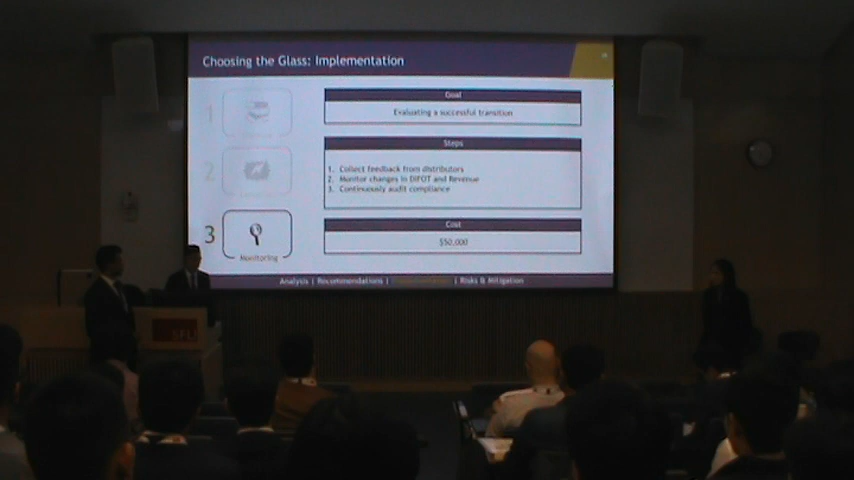 Choosing the Glass: Implementation
1
2
3
Monitoring
Goal
Evaluating a successful transition
Steps
1. Collect feedback from distributors
2. Monitor changes in DIFOT and Revenue
3. Continuously audit compliance
Cost
$50,000
Analysis | Recommendations | | Risks & Mitigation
SFU